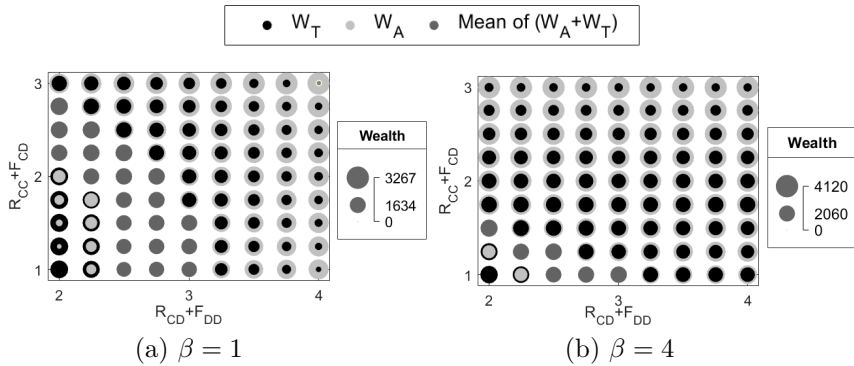 W_T W_A Mean of (W_A+W_T)
3
2
1
R_CC+F_CD
2 3 4
R_CD+F_DD
Wealth
3267
1634
0
(a) β = 1
3
2
1
R_CC+F_CD
2 3 4
R_CD+F_DD
Wealth
4120
2060
0
(b) β = 4